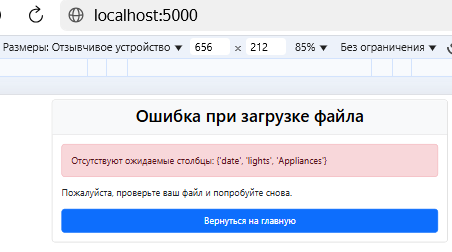 localhost:5000
Размеры: Отзывчивое устройство ▼ 656 × 212 85% ▼ Без ограничения ▼
Ошибка при загрузке файла
Отсутствуют ожидаемые столбцы: {'date', 'lights', 'Appliances'}
Пожалуйста, проверьте ваш файл и попробуйте снова.
Вернуться на главную